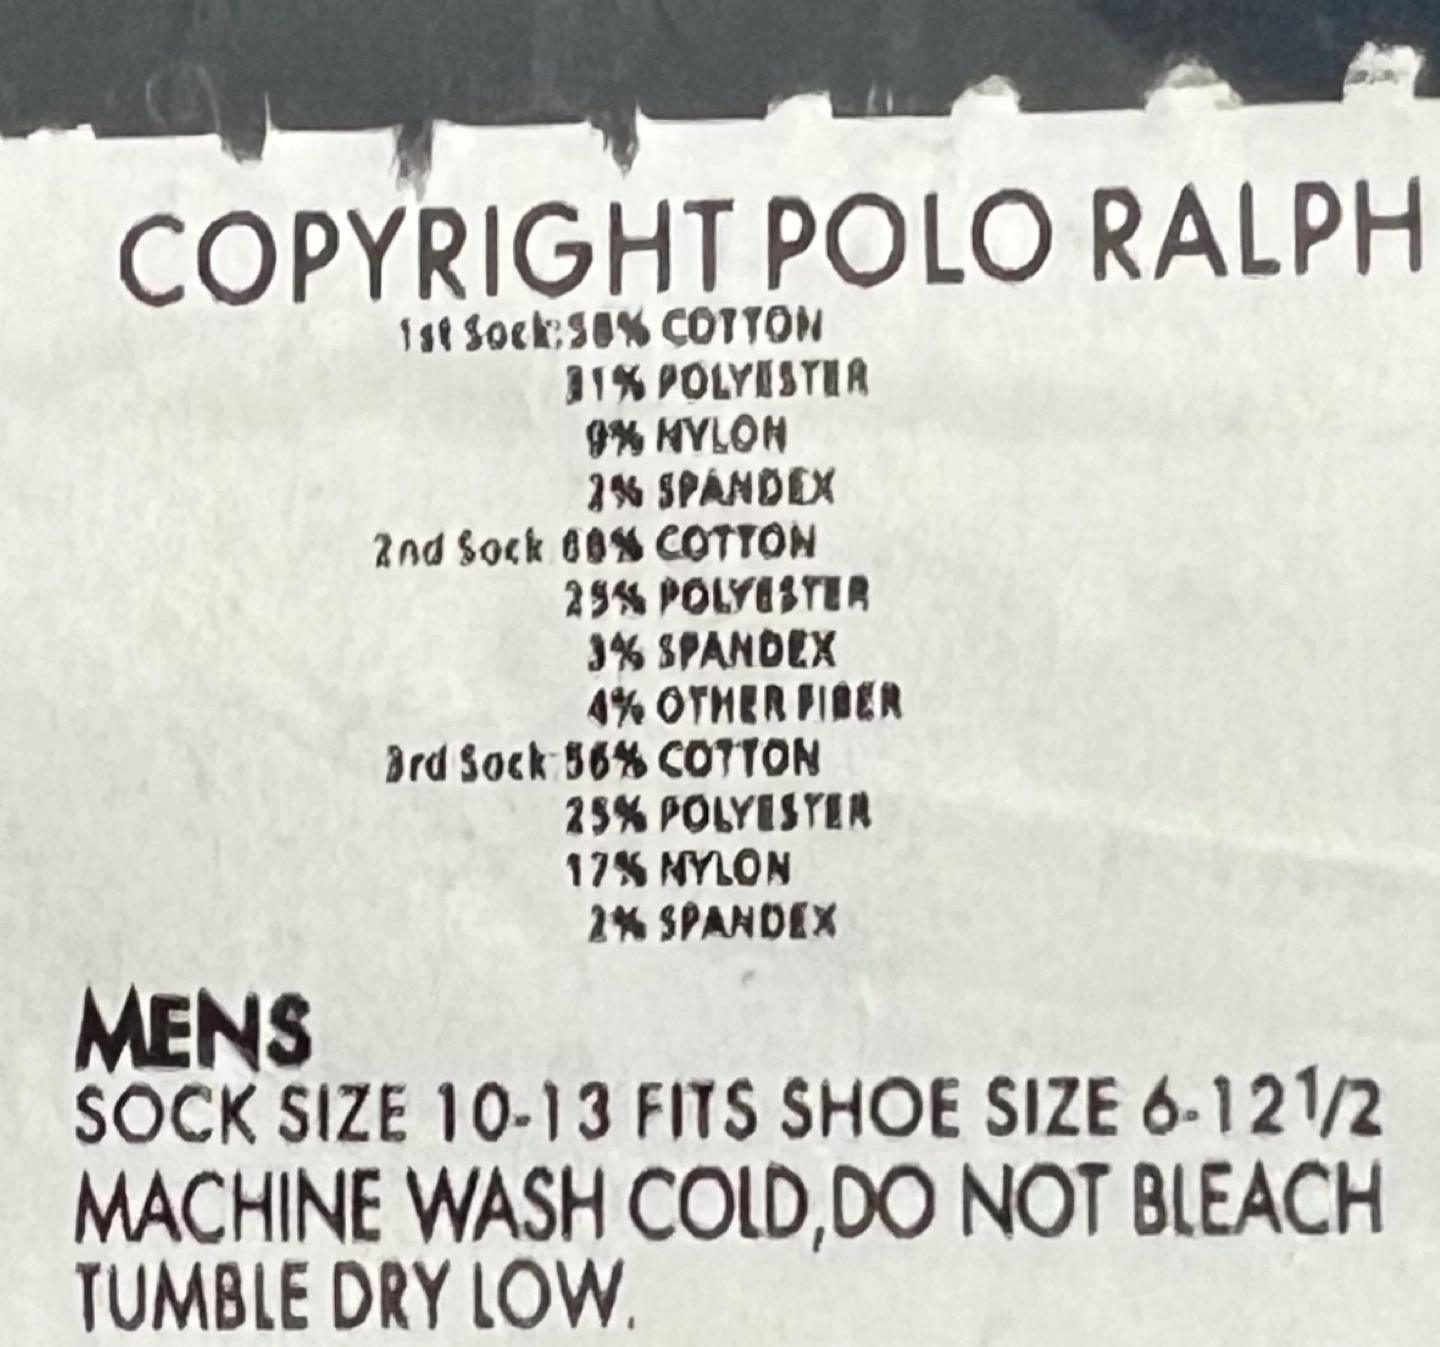 COPYRIGHT POLO RALPH
1st Sock:58% COTTON
31% POLYESTER
9% NYLON
2% SPANDEX
2nd Sock 68% COTTON
25% POLYESTER
3% SPANDEX
4% OTHER FIBER
3rd Sock 56% COTTON
25% POLYESTER
17% NYLON
2% SPANDEX
MENS
SOCK SIZE 10-13 FITS SHOE SIZE 6-12 1/2
MACHINE WASH COLD,DO NOT BLEACH
TUMBLE DRY LOW.